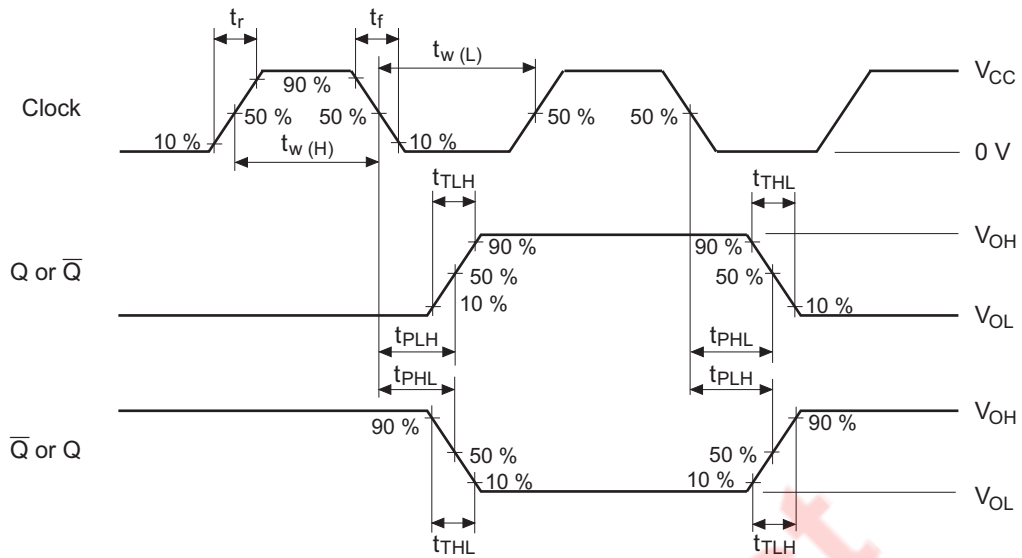 tr tf
tw (L)
VCC
90 %
Clock
50 % 50 % 50 % 50 %
10 % tw (H) 10 %
0 V
tTLH tTHL
VOH
90 % 90 %
Q or Q̅
50 % 50 %
10 % 10 %
VOL
tPLH tPHL
tPHL tPLH
VOH
90 % 90 %
Q̅ or Q
50 % 50 %
10 % 10 %
VOL
tTHL tTLH